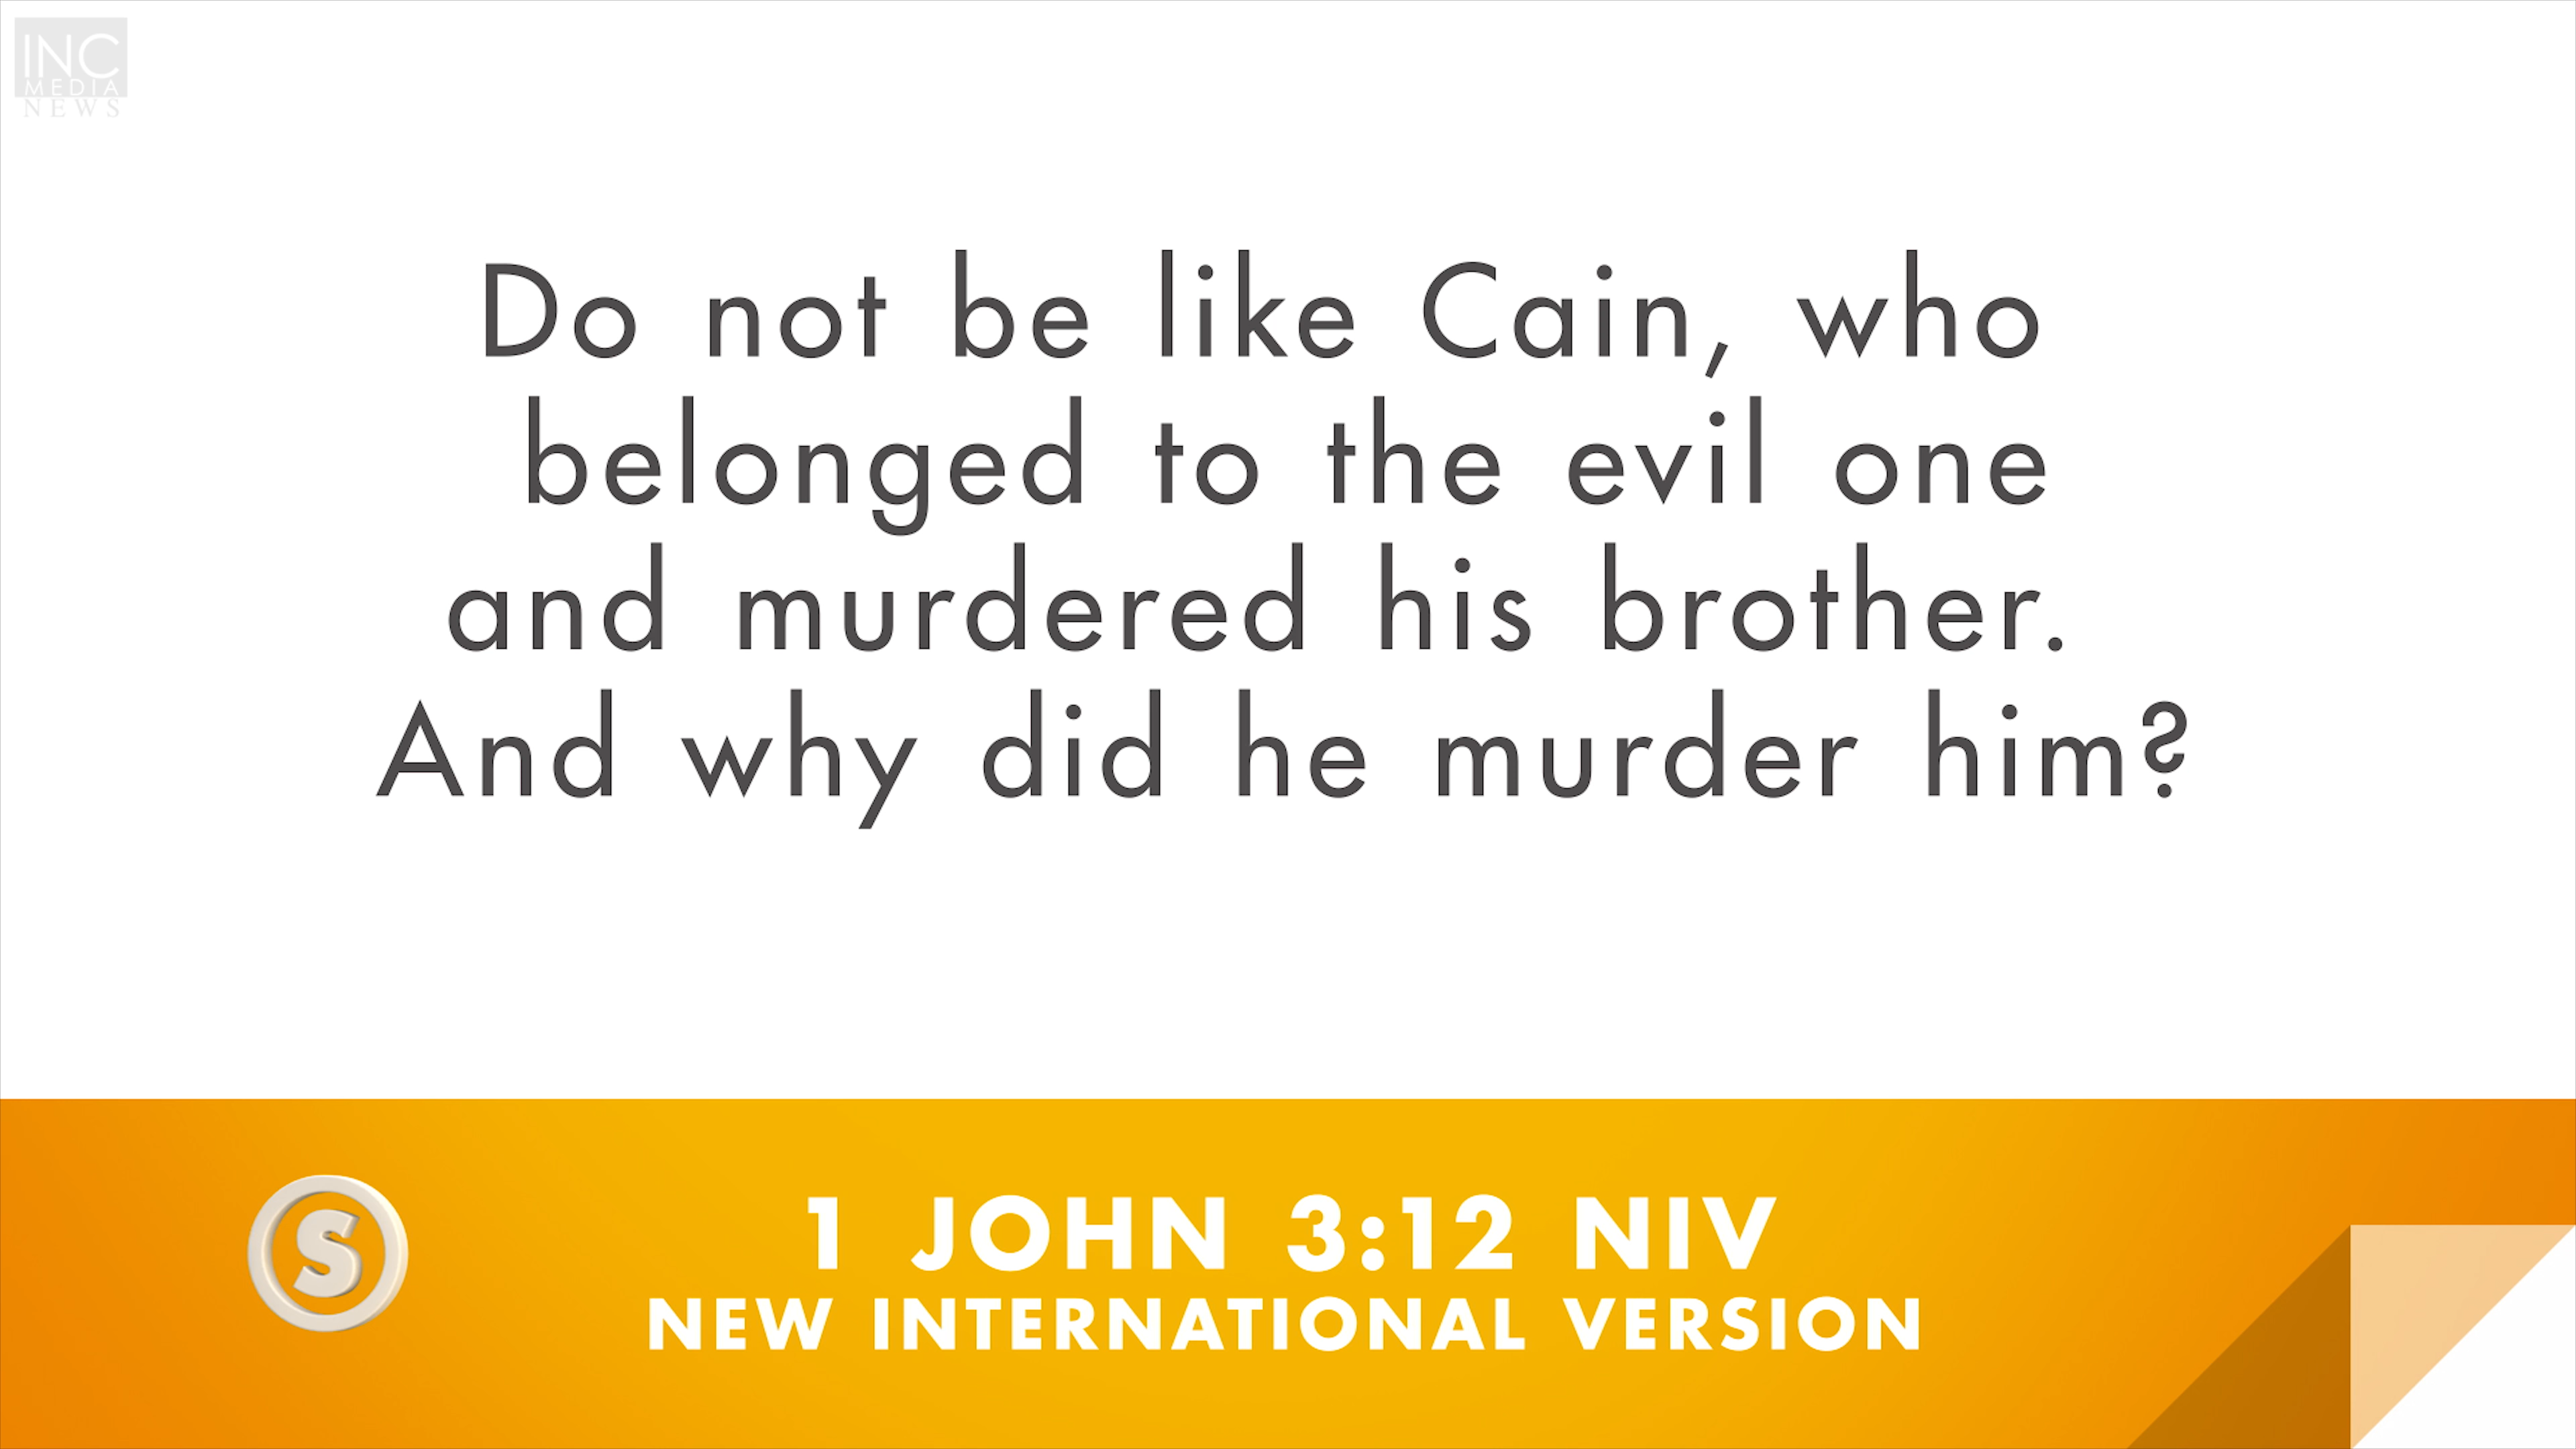 INC
MEDIA
NEWS
Do not be like Cain, who
belonged to the evil one
and murdered his brother.
And why did he murder him?
S
1 JOHN 3:12 NIV
NEW INTERNATIONAL VERSION